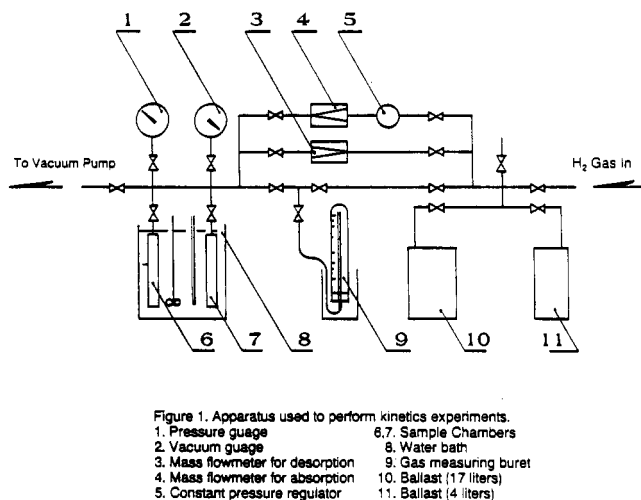 1 2 3 4 5
To Vacuum Pump
H₂ Gas In
6 7 8 9 10 11
Figure 1. Apparatus used to perform kinetics experiments.
1. Pressure guage
2. Vacuum guage
3. Mass flowmeter for desorption
4. Mass flowmeter for absorption
5. Constant pressure regulator
6,7. Sample Chambers
8. Water bath
9. Gas measuring buret
10. Ballast (17 liters)
11. Ballast (4 liters)